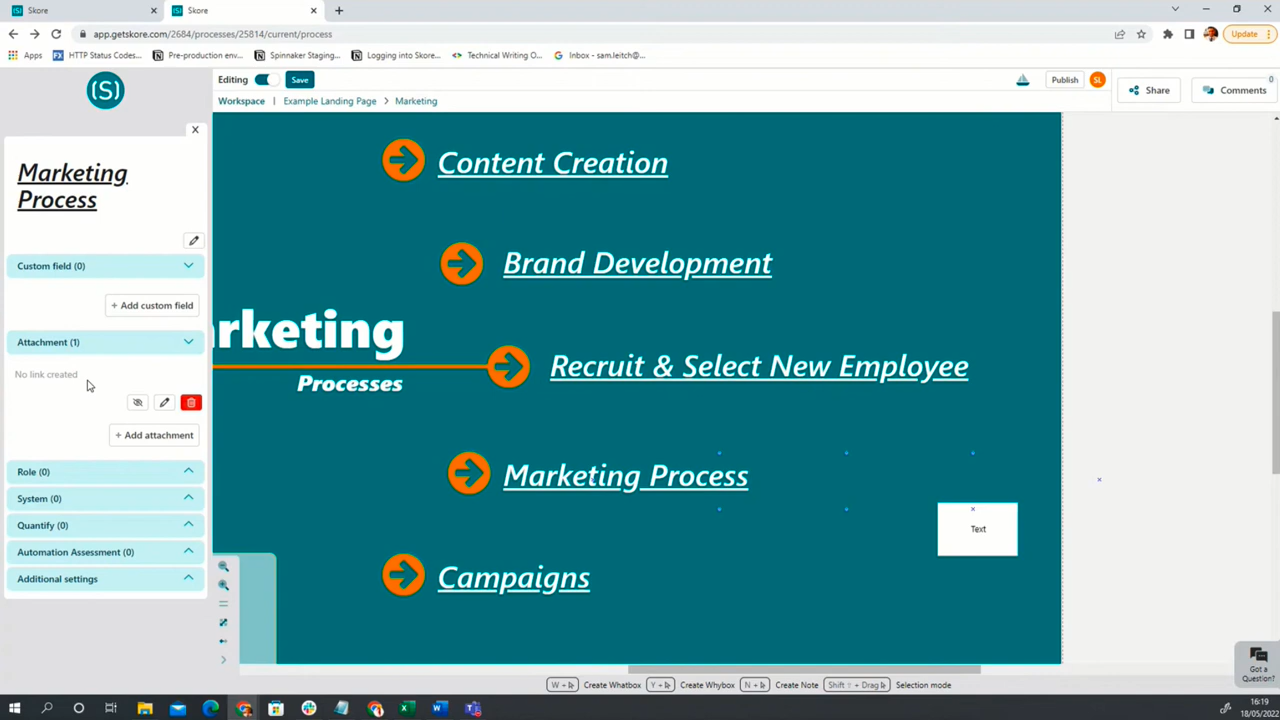 Skore
Skore
app.getskore.com/2684/processes/25814/current/process
Update
Apps
HTTP Status Codes...
Pre-production env...
Spinnaker Staging...
Logging into Skore...
Technical Writing O...
Inbox - sam.leitch@...
(S)
Editing
Save
Publish
SL
Share
Comments
0
Workspace
Example Landing Page
Marketing
X
Marketing
Process
Custom field (0)
+ Add custom field
Attachment (1)
No link created
+ Add attachment
Role (0)
System (0)
Quantify (0)
Automation Assessment (0)
Additional settings
Content Creation
Brand Development
rketing
Processes
Recruit & Select New Employee
Marketing Process
Text
Campaigns
Got a
Question?
W + Create Whatbox
Y + Create Whybox
N + Create Note
Shift ⇧ + Drag Selection mode
16:19
18/05/2022